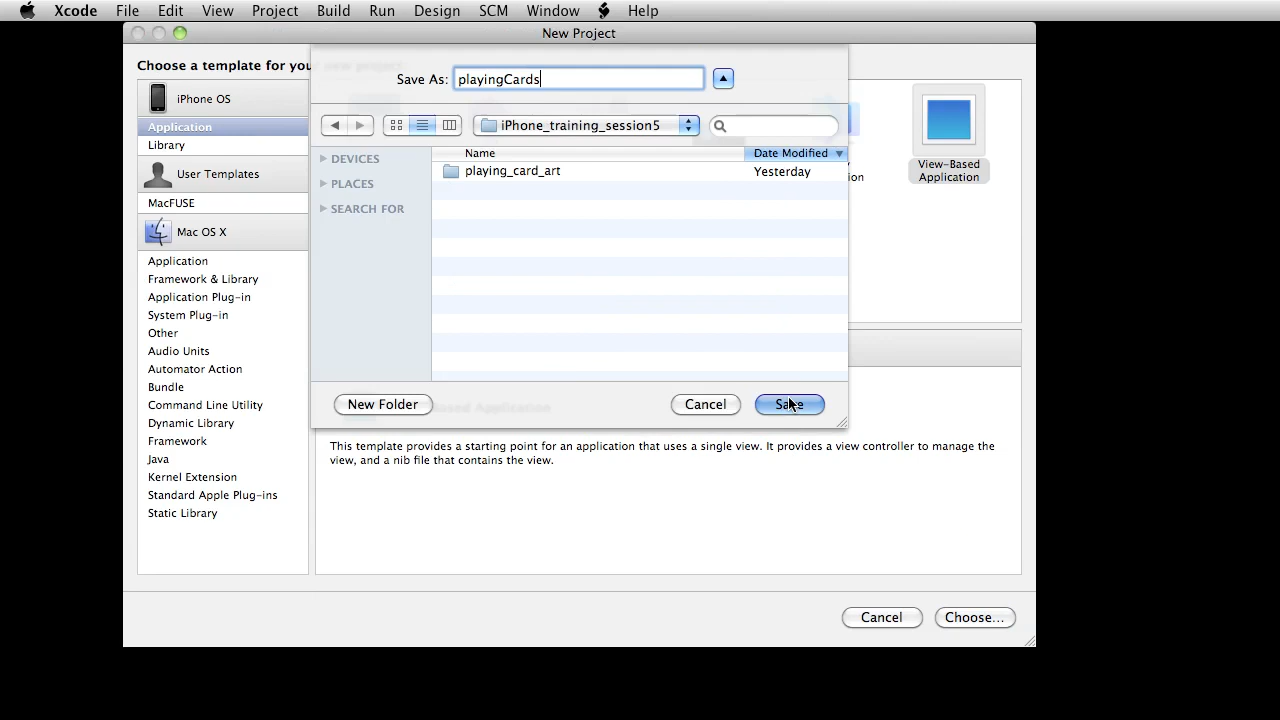 Xcode File Edit View Project Build Run Design SCM Window Help
New Project
Choose a template for your new project:
Save As: playingCards
iPhone OS
Application
Library
User Templates
MacFUSE
Mac OS X
Application
Framework & Library
Application Plug-in
System Plug-in
Other
Audio Units
Automator Action
Bundle
Command Line Utility
Dynamic Library
Framework
Java
Kernel Extension
Standard Apple Plug-ins
Static Library
iPhone_training_session5
DEVICES
PLACES
SEARCH FOR
Name Date Modified
playing_card_art Yesterday
New Folder Cancel Save
View-Based
Application
Based Application
This template provides a starting point for an application that uses a single view. It provides a view controller to manage the
view, and a nib file that contains the view.
Cancel Choose...